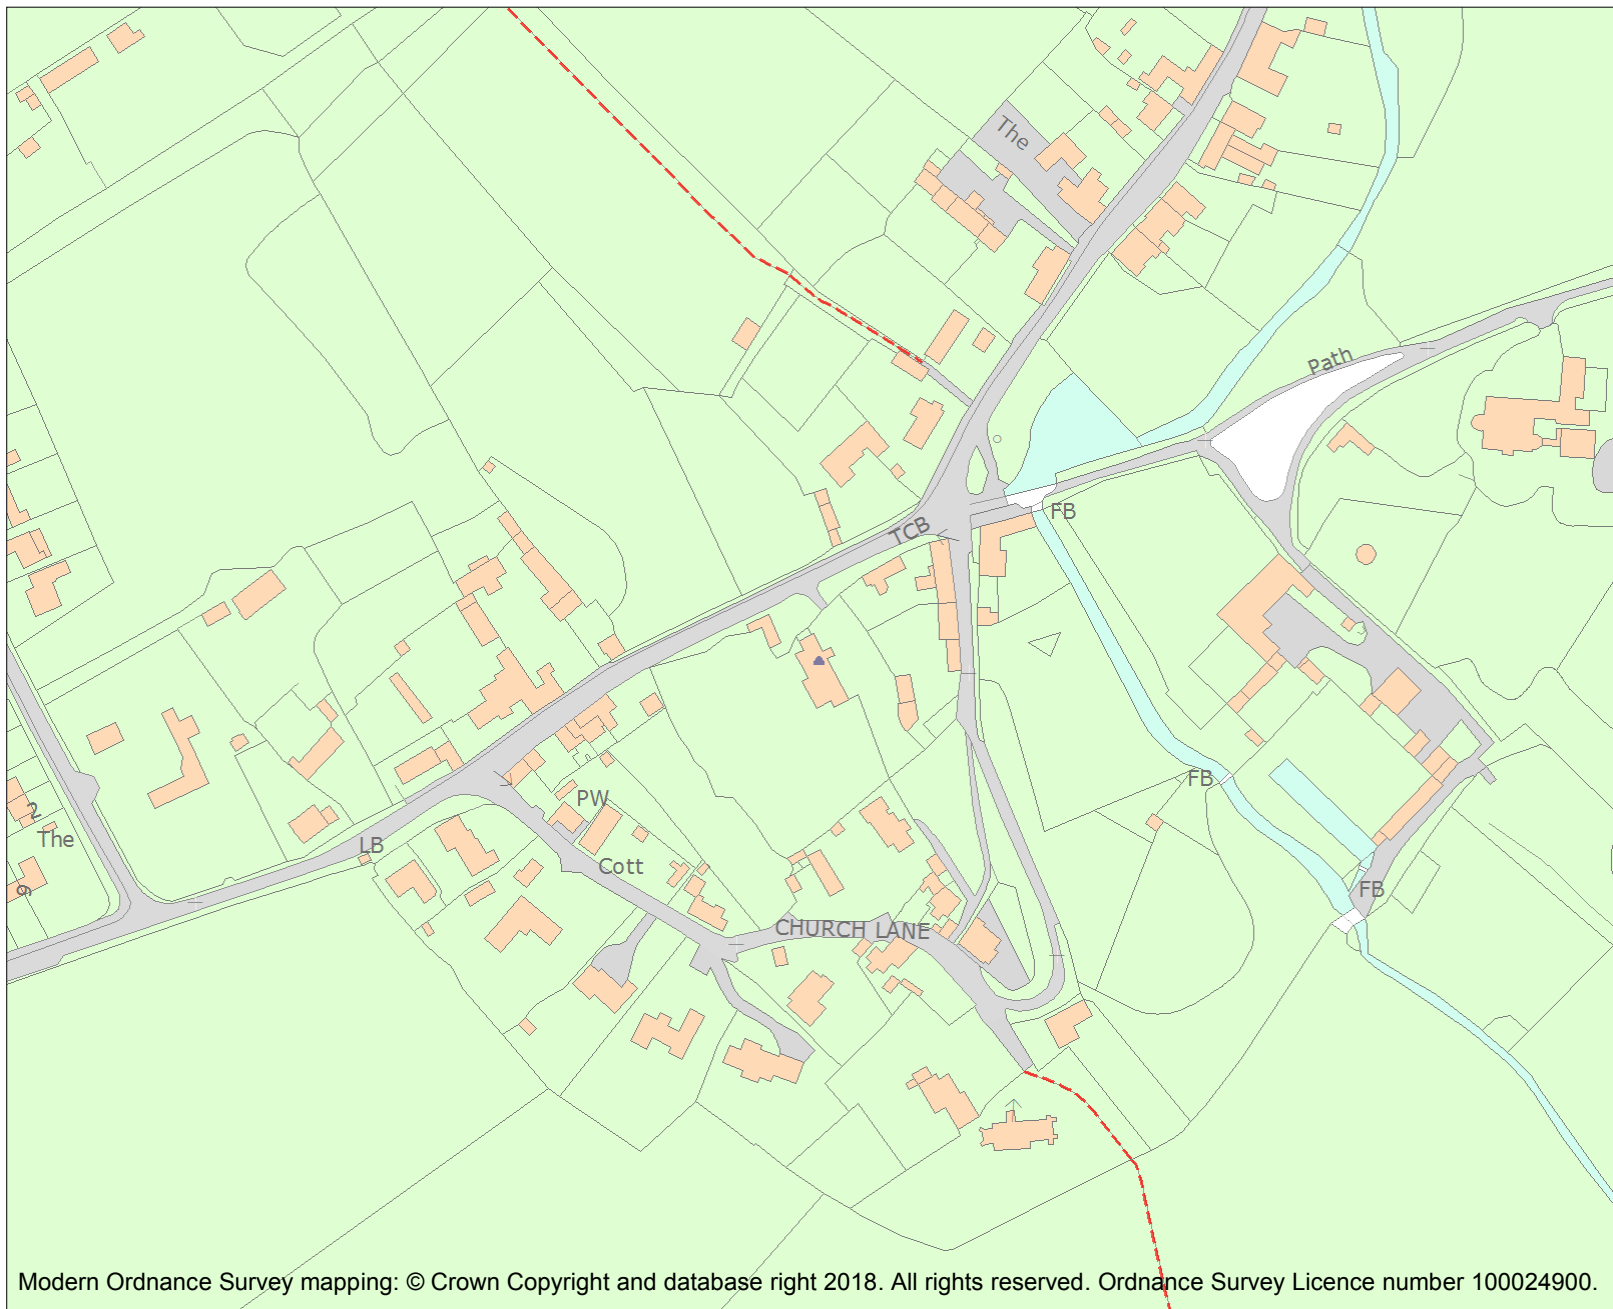 The
Path
TCB
FB
FB
PW
2
The
LB
Cott
9
FB
CHURCH LANE
Modern Ordnance Survey mapping: © Crown Copyright and database right 2018. All rights reserved. Ordnance Survey Licence number 100024900.